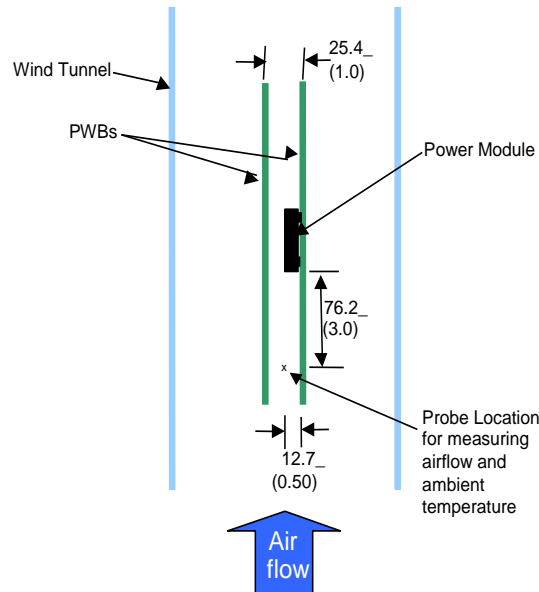 25.4_
(1.0)
Wind Tunnel
PWBs
Power Module
76.2_
(3.0)
x
Probe Location
for measuring
airflow and
ambient
temperature
12.7_
(0.50)
Air
flow